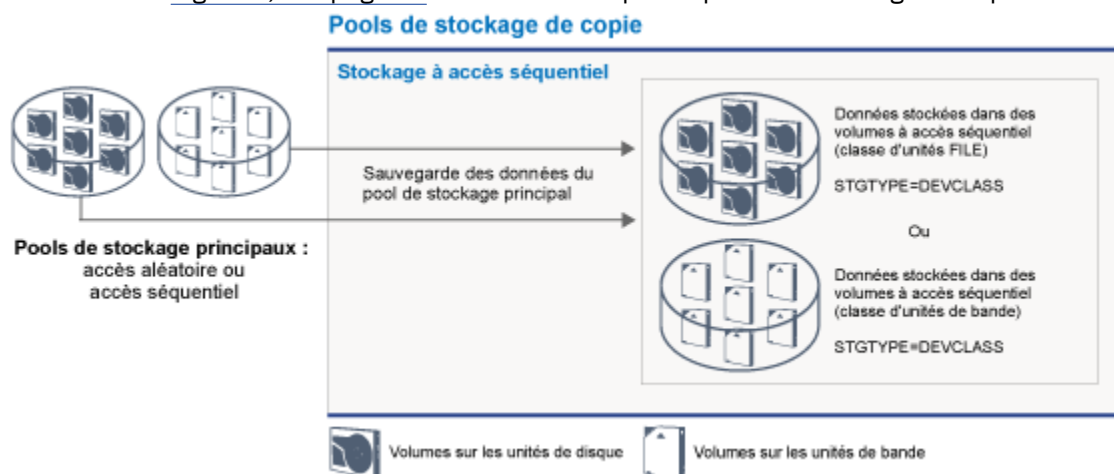 Pools de stockage de copie
Stockage à accès séquentiel
Données stockées dans des
volumes à accès séquentiel
(classe d'unités FILE)
STGTYPE=DEVCLASS
Ou
Données stockées dans des
volumes à accès séquentiel
(classe d'unités de bande)
STGTYPE=DEVCLASS
Sauvegarde des données du
pool de stockage principal
Pools de stockage principaux :
accès aléatoire ou
accès séquentiel
Volumes sur les unités de disque
Volumes sur les unités de bande